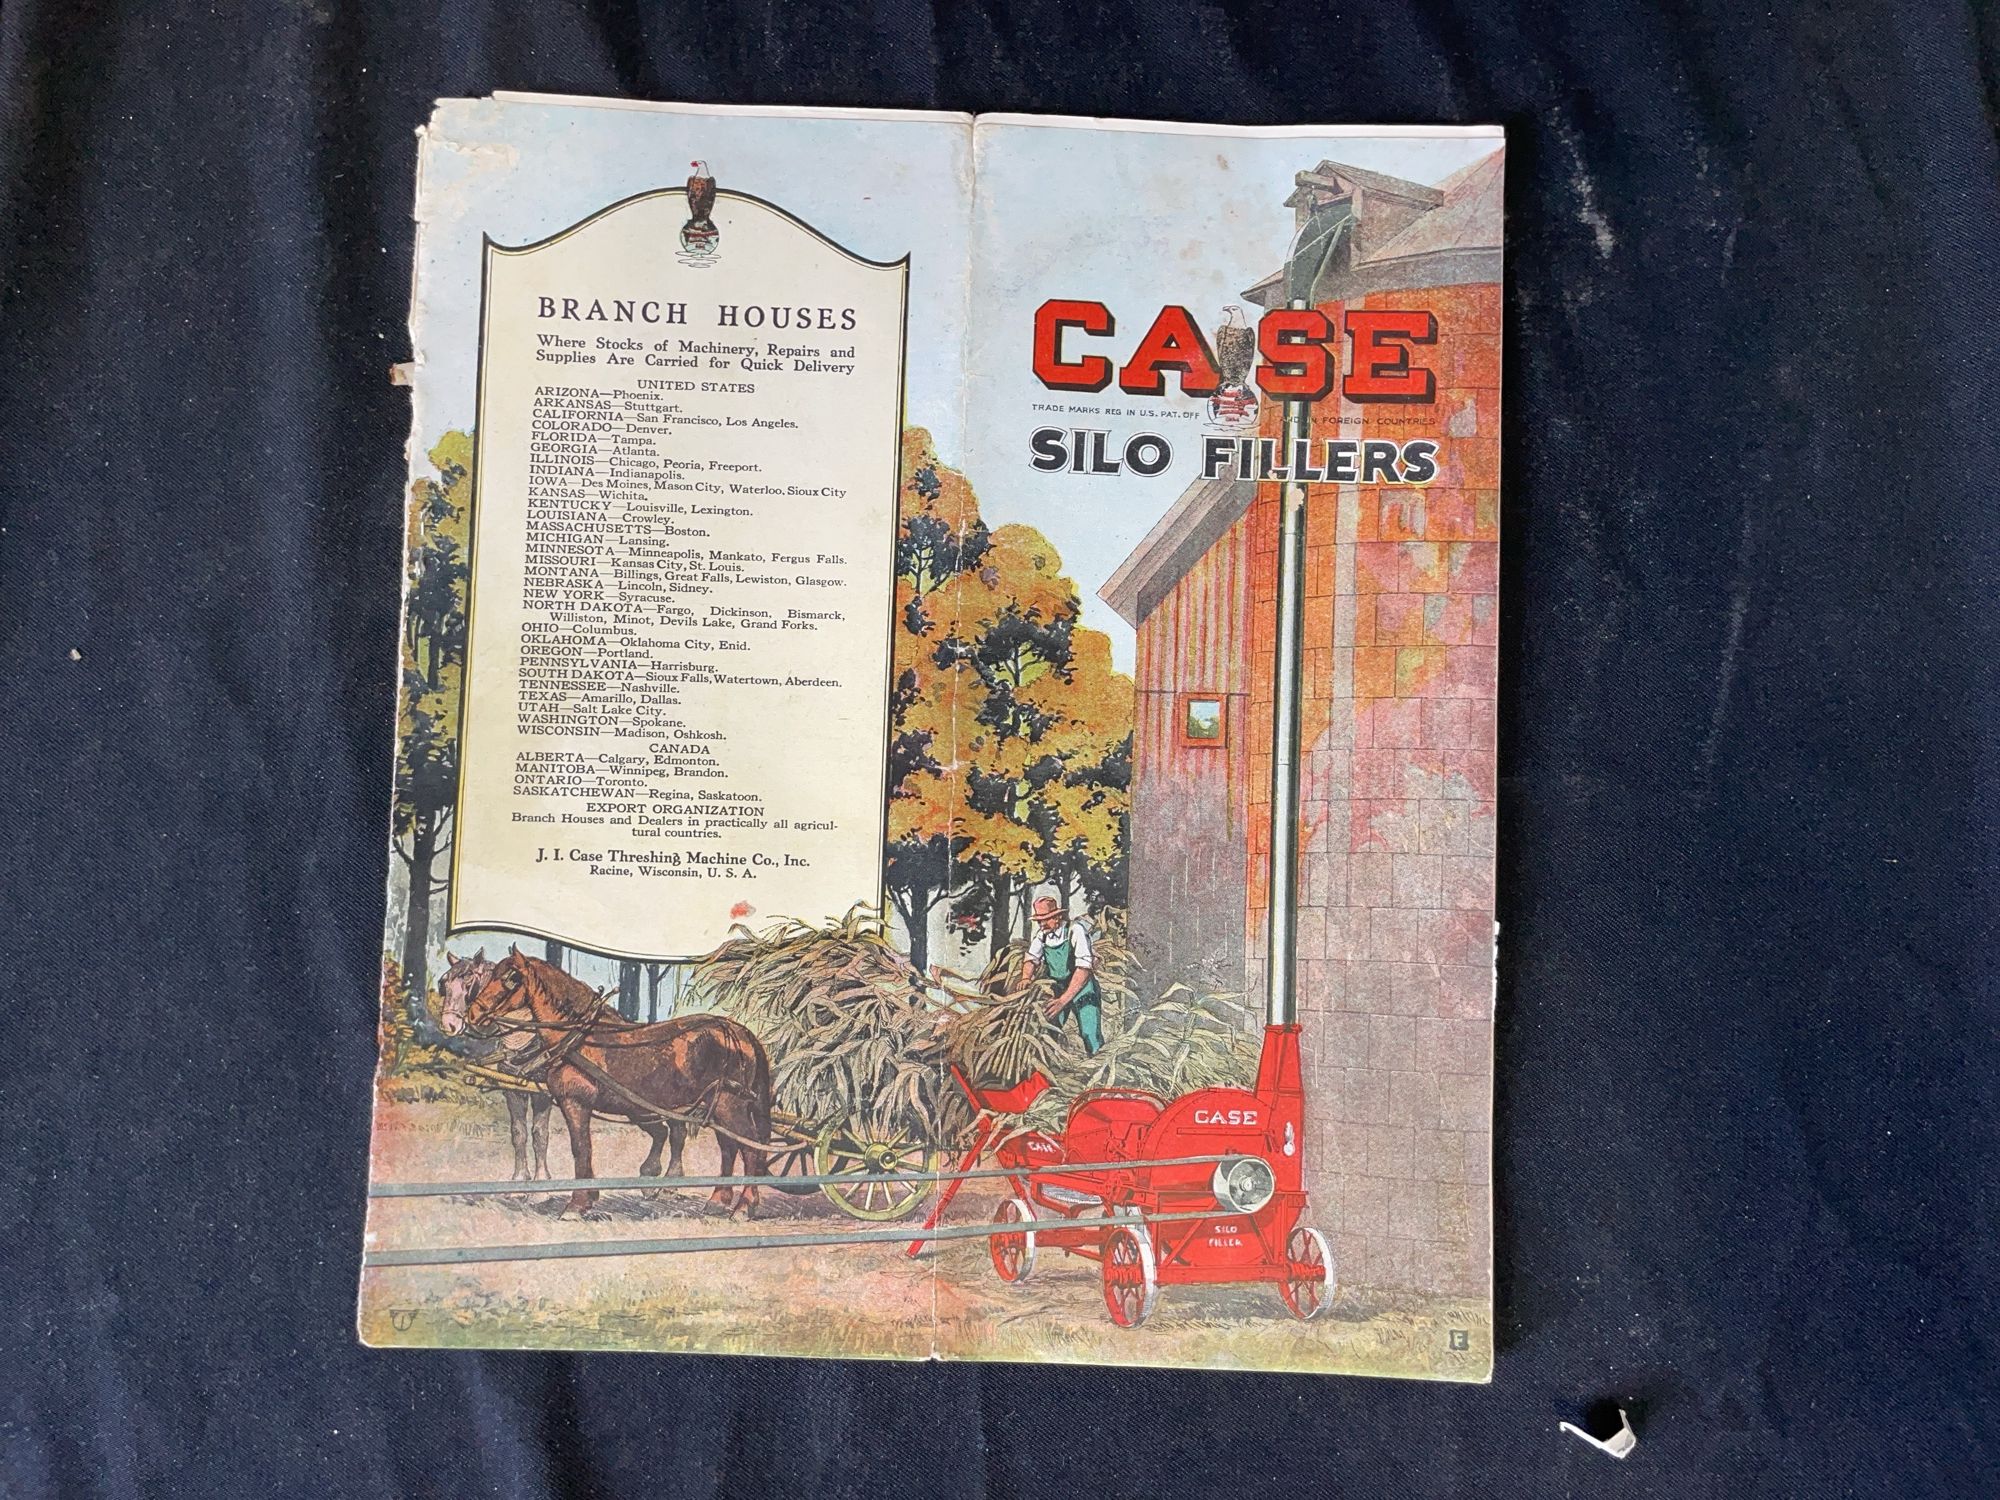 BRANCH HOUSES
Where Stocks of Machinery, Repairs and
Supplies Are Carried for Quick Delivery
UNITED STATES
ARIZONA—Phoenix.
ARKANSAS—Stuttgart.
CALIFORNIA—San Francisco, Los Angeles.
COLORADO—Denver.
FLORIDA—Tampa.
GEORGIA—Atlanta.
ILLINOIS—Chicago, Peoria, Freeport.
INDIANA—Indianapolis.
IOWA—Des Moines, Mason City, Waterloo, Sioux City
KANSAS—Wichita.
KENTUCKY—Louisville, Lexington.
LOUISIANA—Crowley.
MASSACHUSETTS—Boston.
MICHIGAN—Lansing.
MINNESOTA—Minneapolis, Mankato, Fergus Falls.
MISSOURI—Kansas City, St. Louis.
MONTANA—Billings, Great Falls, Lewiston, Glasgow.
NEBRASKA—Lincoln, Sidney.
NEW YORK—Syracuse.
NORTH DAKOTA—Fargo, Dickinson, Bismarck,
Williston, Minot, Devils Lake, Grand Forks.
OHIO—Columbus.
OKLAHOMA—Oklahoma City, Enid.
OREGON—Portland.
PENNSYLVANIA—Harrisburg.
SOUTH DAKOTA—Sioux Falls, Watertown, Aberdeen.
TENNESSEE—Nashville.
TEXAS—Amarillo, Dallas.
UTAH—Salt Lake City.
WASHINGTON—Spokane.
WISCONSIN—Madison, Oshkosh.
CANADA
ALBERTA—Calgary, Edmonton.
MANITOBA—Winnipeg, Brandon.
ONTARIO—Toronto.
SASKATCHEWAN—Regina, Saskatoon.
EXPORT ORGANIZATION
Branch Houses and Dealers in practically all agricul-
tural countries.
J. I. Case Threshing Machine Co., Inc.
Racine, Wisconsin, U. S. A.
CASE
TRADE MARKS REG IN U.S. PAT. OFF AND IN FOREIGN COUNTRIES
SILO FILLERS
CASE
CASE
SILO
FILLER
E